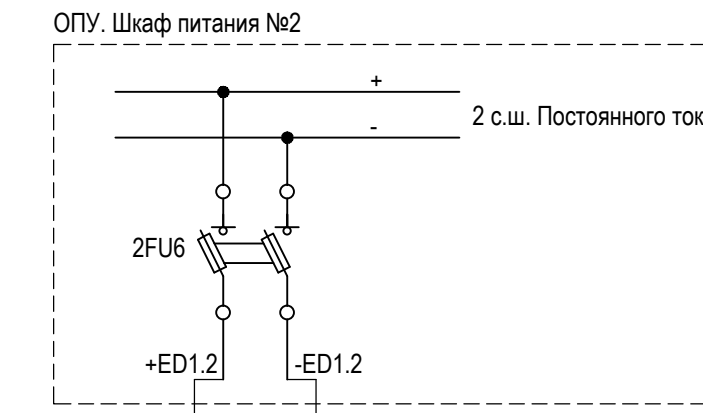 ОПУ. Шкаф питания №2
+
2 с.ш. Постоянного ток
-
2FU6
+ED1.2 -ED1.2